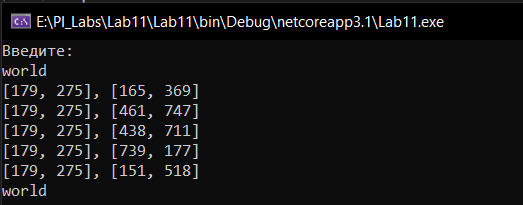 E:\PI_Labs\Lab11\Lab11\bin\Debug\netcoreapp3.1\Lab11.exe
Введите:
world
[179, 275], [165, 369]
[179, 275], [461, 747]
[179, 275], [438, 711]
[179, 275], [739, 177]
[179, 275], [151, 518]
world